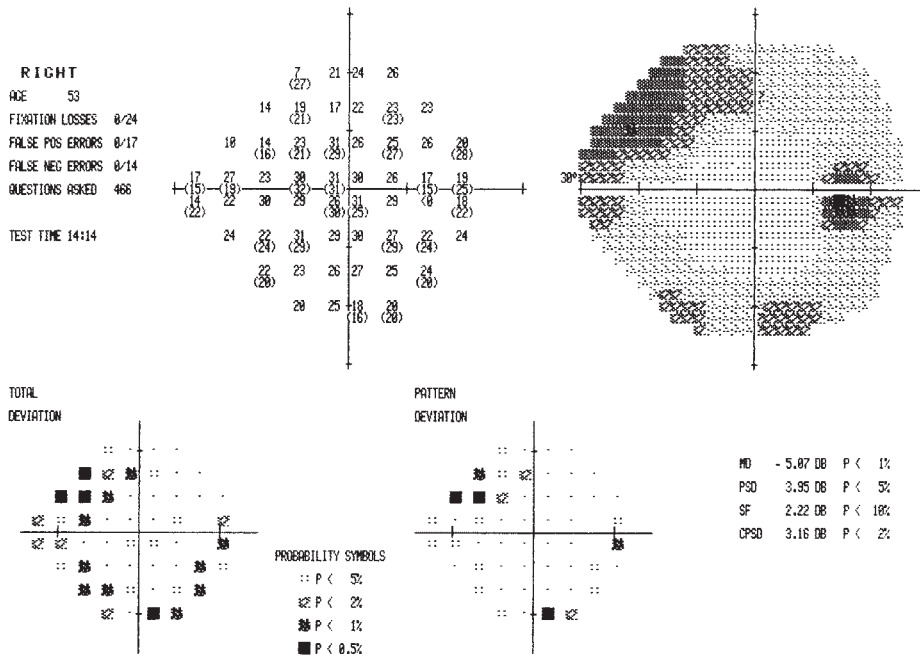 RIGHT
AGE 53
FIXATION LOSSES 0/24
FALSE POS ERRORS 0/17
FALSE NEG ERRORS 0/14
QUESTIONS ASKED 466
TEST TIME 14:14
7 21 24 26
(27)
14 19 17 22 23 23
(21) (23)
10 14 23 31 26 25 26 20
(16) (21) (29) (27) (28)
17 27 23 30 31 30 26 17 19
(15) (19) (32) (31) (15) (25)
14 22 30 29 26 31 29 <0 18
(22) (30) (25) (22)
24 22 31 29 30 27 22 24
(24) (29) (29) (24)
22 23 26 27 25 24
(20) (20)
20 25 18 20
(16) (20)
30°
TOTAL
DEVIATION
PATTERN
DEVIATION
PROBABILITY SYMBOLS
P < 5%
P < 2%
P < 1%
P < 0.5%
MD - 5.07 DB P < 1%
PSD 3.95 DB P < 5%
SF 2.22 DB P < 10%
CPSD 3.16 DB P < 2%